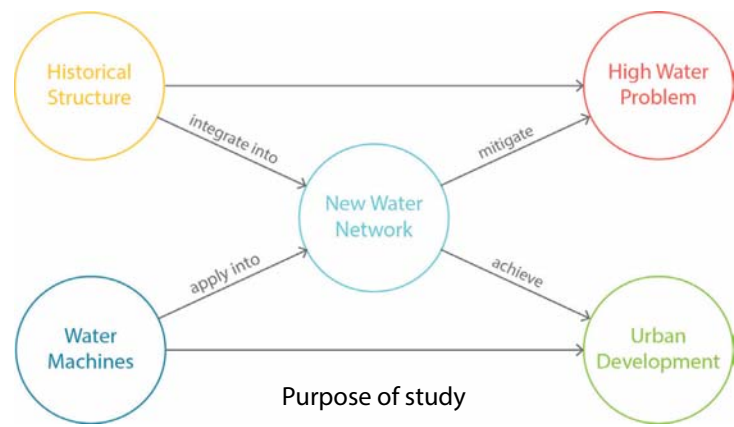 Historical
Structure
High Water
Problem
integrate into
mitigate
New Water
Network
apply into
achieve
Water
Machines
Urban
Development
Purpose of study